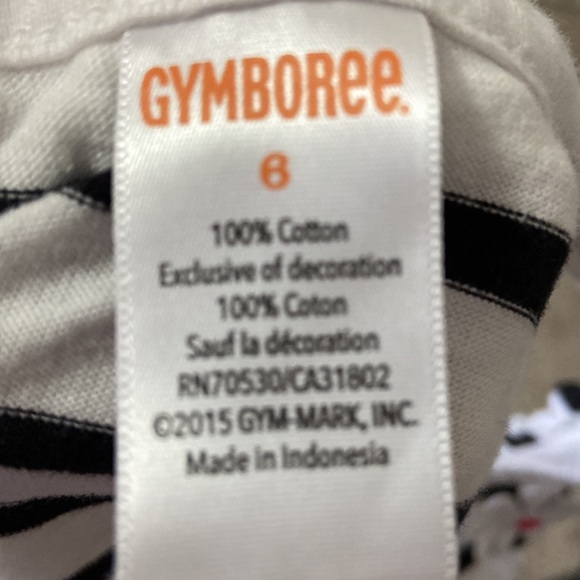 GYMBOREE.
6
100% Cotton
Exclusive of decoration
100% Coton
Sauf la décoration
RN70530/CA31802
©2015 GYM-MARK, INC.
Made in Indonesia